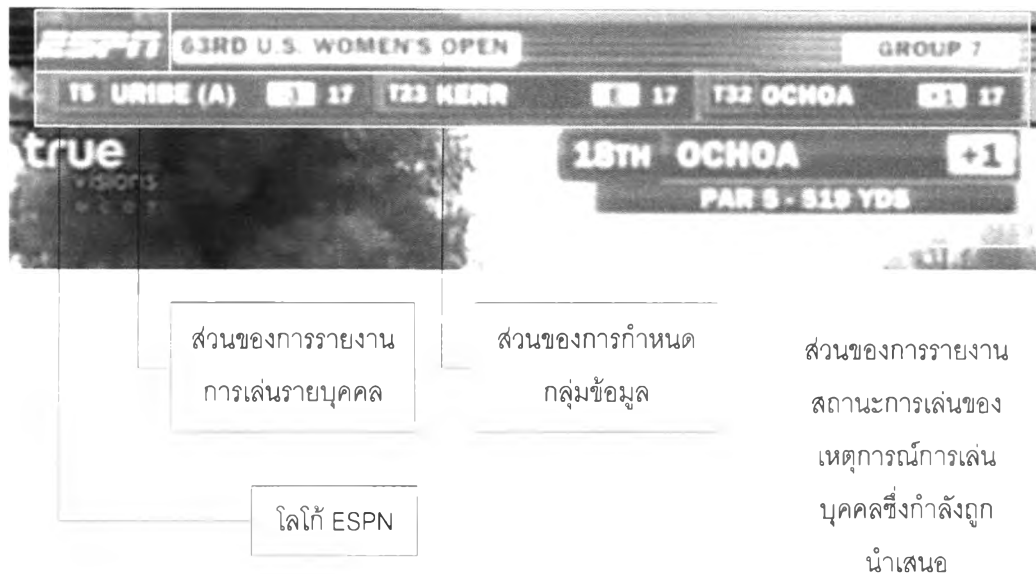 ESPN 63RD U.S. WOMEN'S OPEN GROUP 7
T5 URIBE (A) 17 T23 KERR E 17 T32 OCHOA +1 17
true
visions
18TH OCHOA +1
PAR 5 - 519 YDS
ส่วนของการรายงาน
การเล่นรายบุคคล
ส่วนของการกำหนด
กลุ่มข้อมูล
ส่วนของการรายงาน
สถานะการเล่นของ
เหตุการณ์การเล่น
บุคคลซึ่งกำลังถูก
นำเสนอ
โลโก้ ESPN